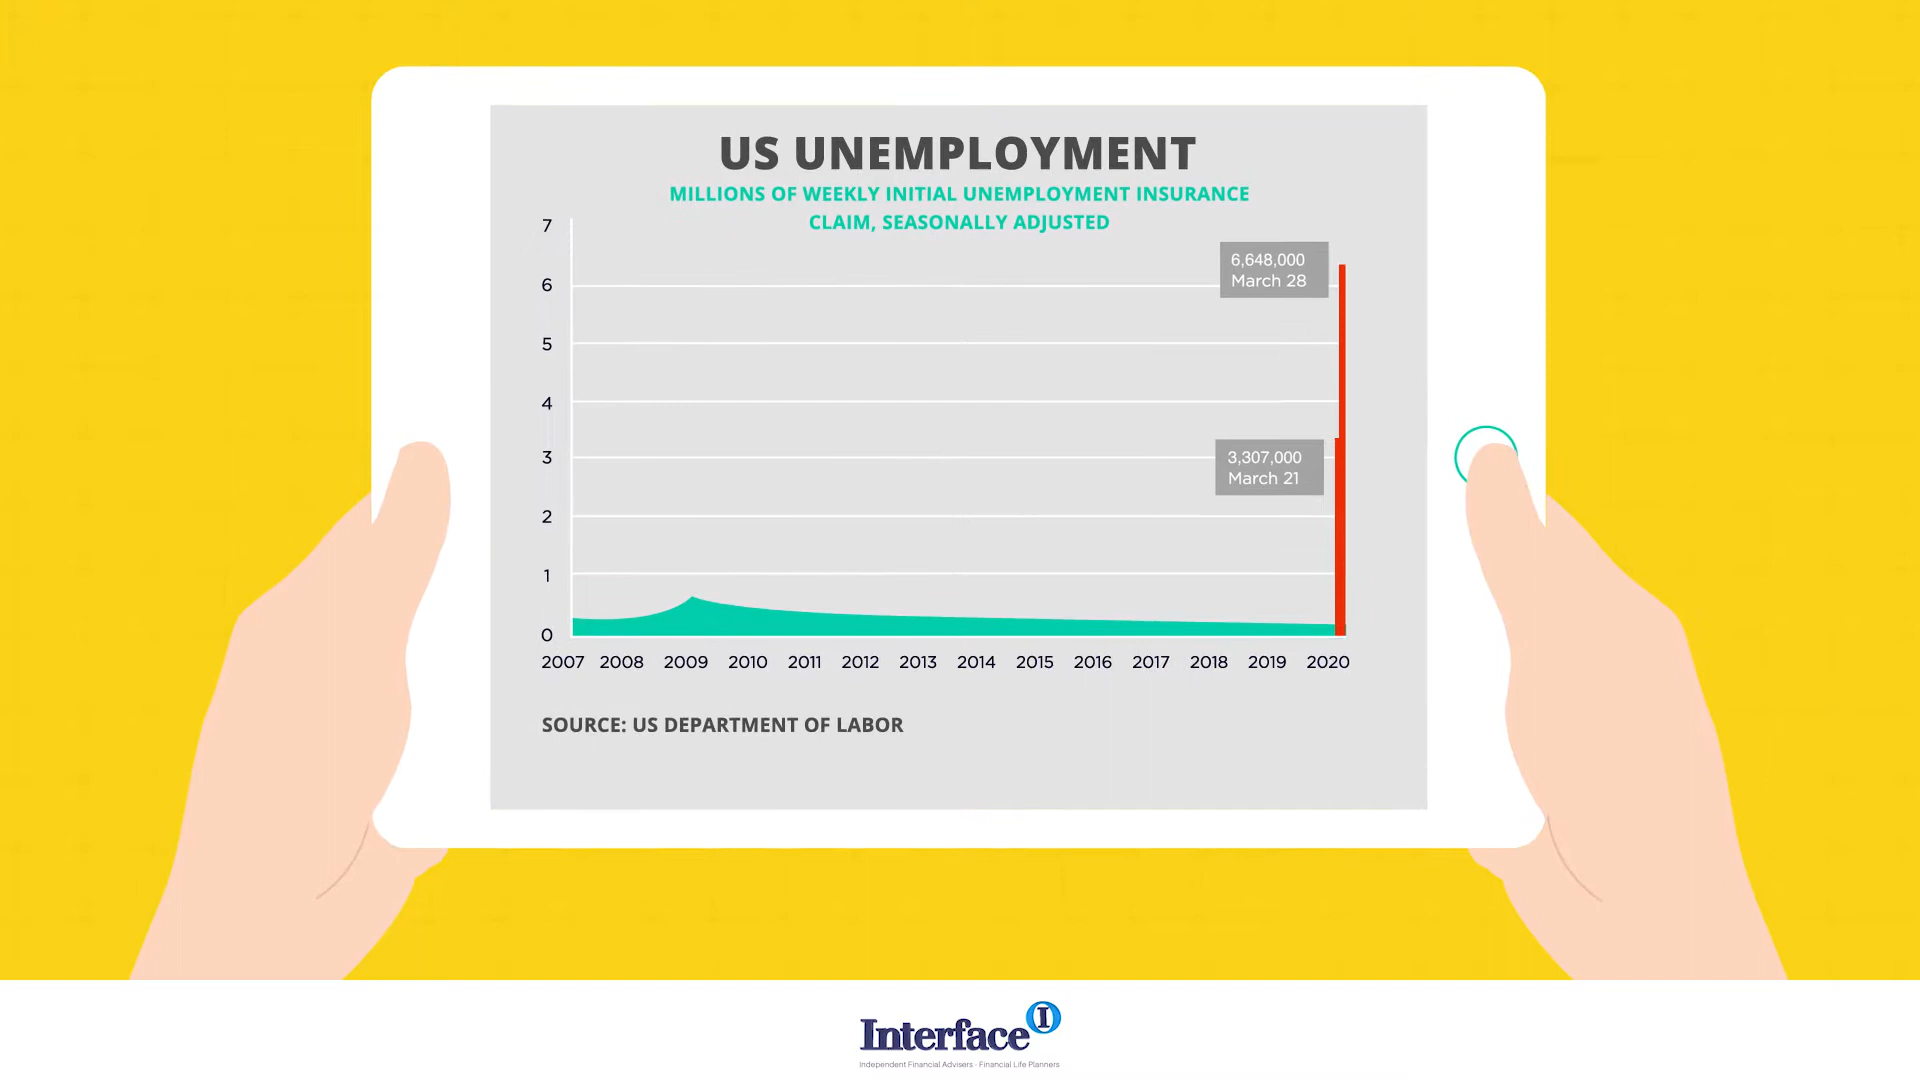 US UNEMPLOYMENT
MILLIONS OF WEEKLY INITIAL UNEMPLOYMENT INSURANCE
CLAIM, SEASONALLY ADJUSTED
7
6
5
4
3
2
1
0
6,648,000
March 28
3,307,000
March 21
2007 2008 2009 2010 2011 2012 2013 2014 2015 2016 2017 2018 2019 2020
SOURCE: US DEPARTMENT OF LABOR
Interface I
Independent Financial Advisers - Financial Life Planners